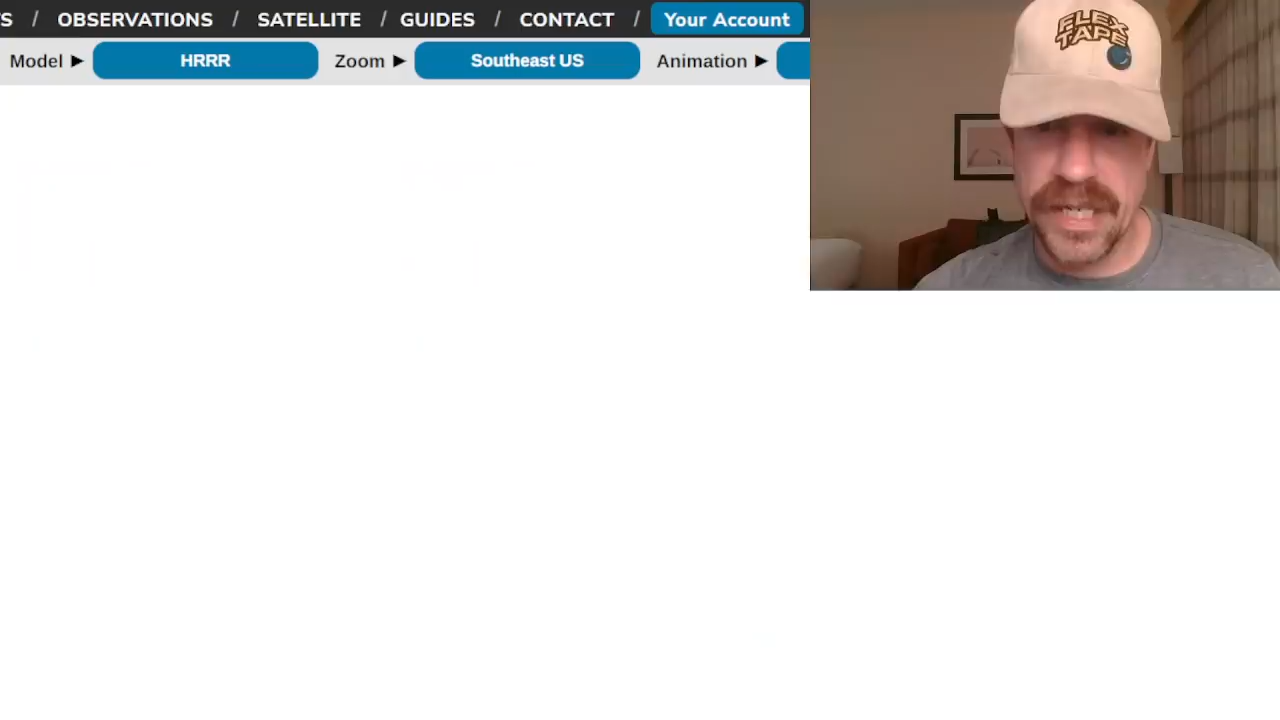 S / OBSERVATIONS / SATELLITE / GUIDES / CONTACT / Your Account
Model ▶ HRRR Zoom ▶ Southeast US Animation ▶
FLEX
TAPE